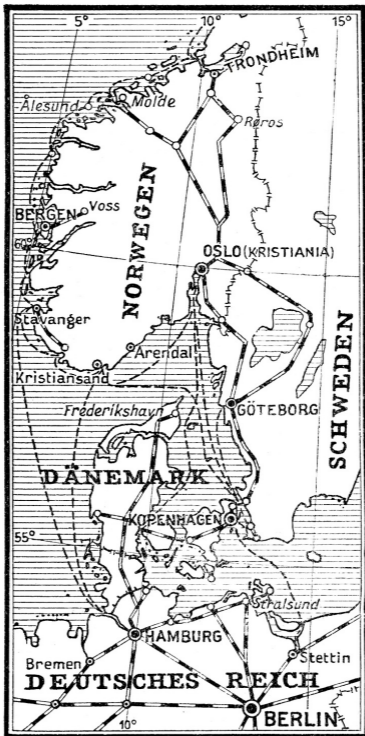 5°
10°
15°
TRONDHEIM
Ålesund
Molde
Røros
NORWEGEN
BERGEN
Voss
60°
OSLO (KRISTIANIA)
Stavanger
Arendal
Kristiansand
SCHWEDEN
Frederikshavn
GÖTEBORG
DÄNEMARK
KOPENHAGEN
55°
Stralsund
HAMBURG
Bremen
Stettin
DEUTSCHES REICH
BERLIN
10°